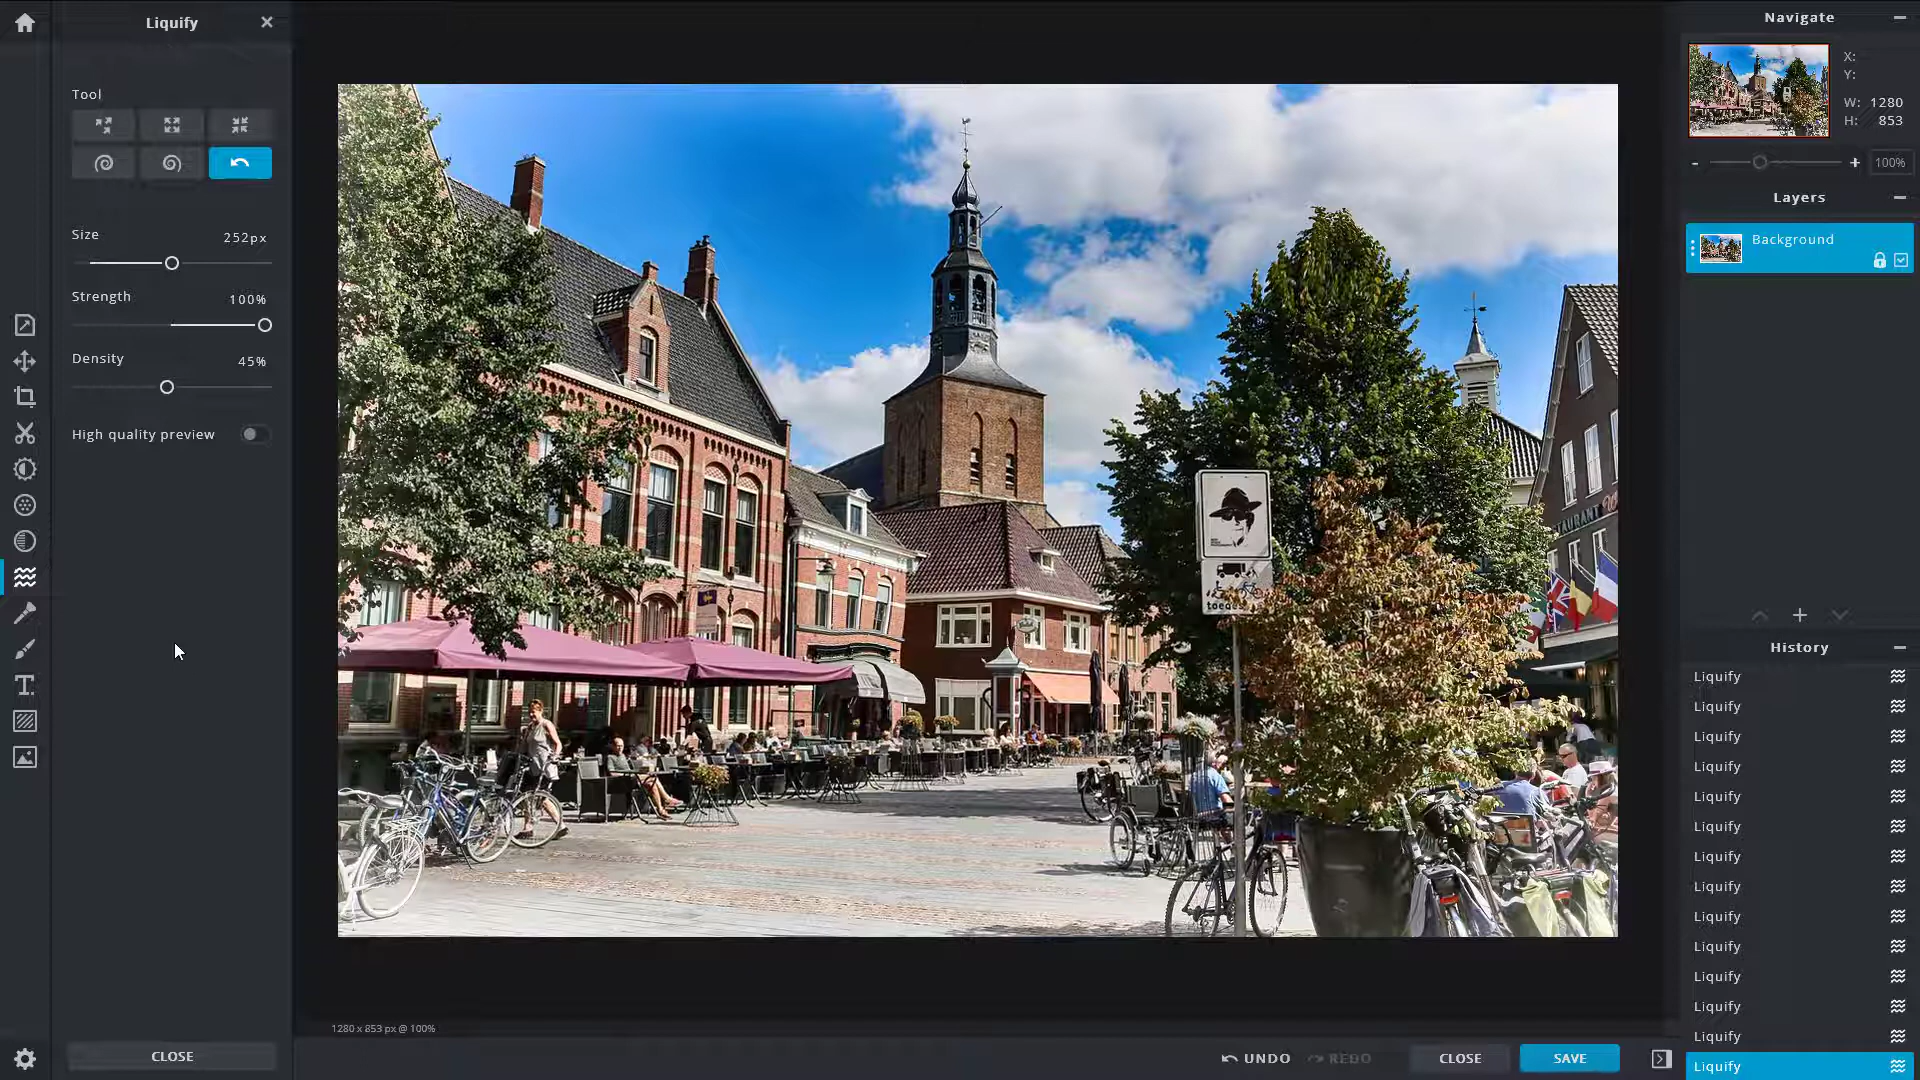 Liquify
Navigate
Tool
X:
Y:
W: 1280
H: 853
- + 100%
Layers
Size 252px
Background
Strength 100%
Density 45%
High quality preview
toeges
History
Liquify
Liquify
Liquify
Liquify
Liquify
Liquify
Liquify
Liquify
Liquify
Liquify
Liquify
Liquify
Liquify
Liquify
1280 x 853 px @ 100%
CLOSE
UNDO
REDO
CLOSE
SAVE